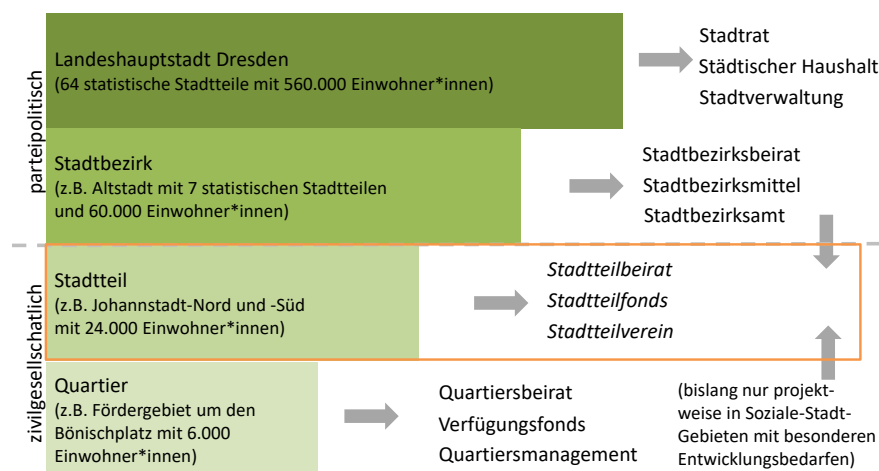 parteipolitisch
Landeshauptstadt Dresden
(64 statistische Stadtteile mit 560.000 Einwohner*innen)
Stadtrat
Städtischer Haushalt
Stadtverwaltung
Stadtbezirk
(z.B. Altstadt mit 7 statistischen Stadtteilen
und 60.000 Einwohner*innen)
Stadtbezirksbeirat
Stadtbezirksmittel
Stadtbezirksamt
zivilgesellschatlich
Stadtteil
(z.B. Johannstadt-Nord und -Süd
mit 24.000 Einwohner*innen)
Stadtteilbeirat
Stadtteilfonds
Stadtteilverein
Quartier
(z.B. Fördergebiet um den
Bönischplatz mit 6.000
Einwohner*innen)
Quartiersbeirat
Verfügungsfonds
Quartiersmanagement
(bislang nur projekt-
weise in Soziale-Stadt-
Gebieten mit besonderen
Entwicklungsbedarfen)